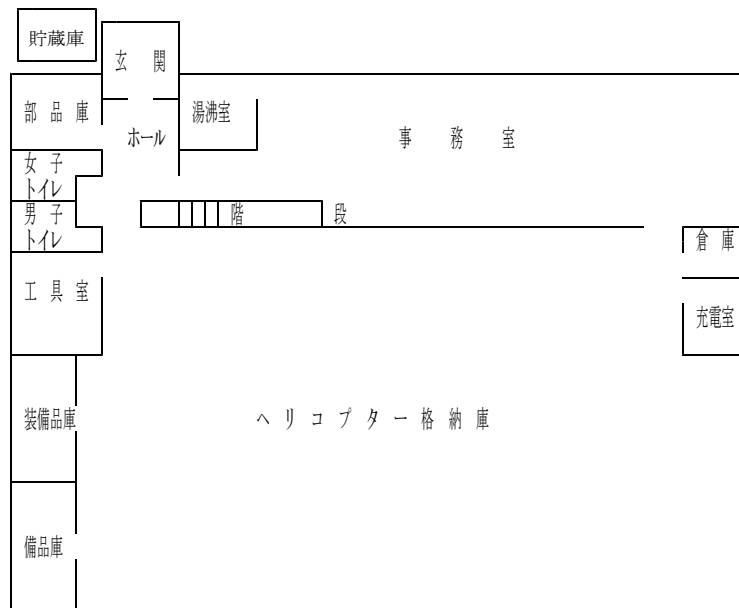 貯蔵庫
玄 関
部 品 庫
湯沸室
ホール
事 務 室
女 子
トイレ
男 子
トイレ
階 段
倉 庫
工 具 室
充電室
装備品庫
ヘ リ コ プ タ ー 格 納 庫
備品庫